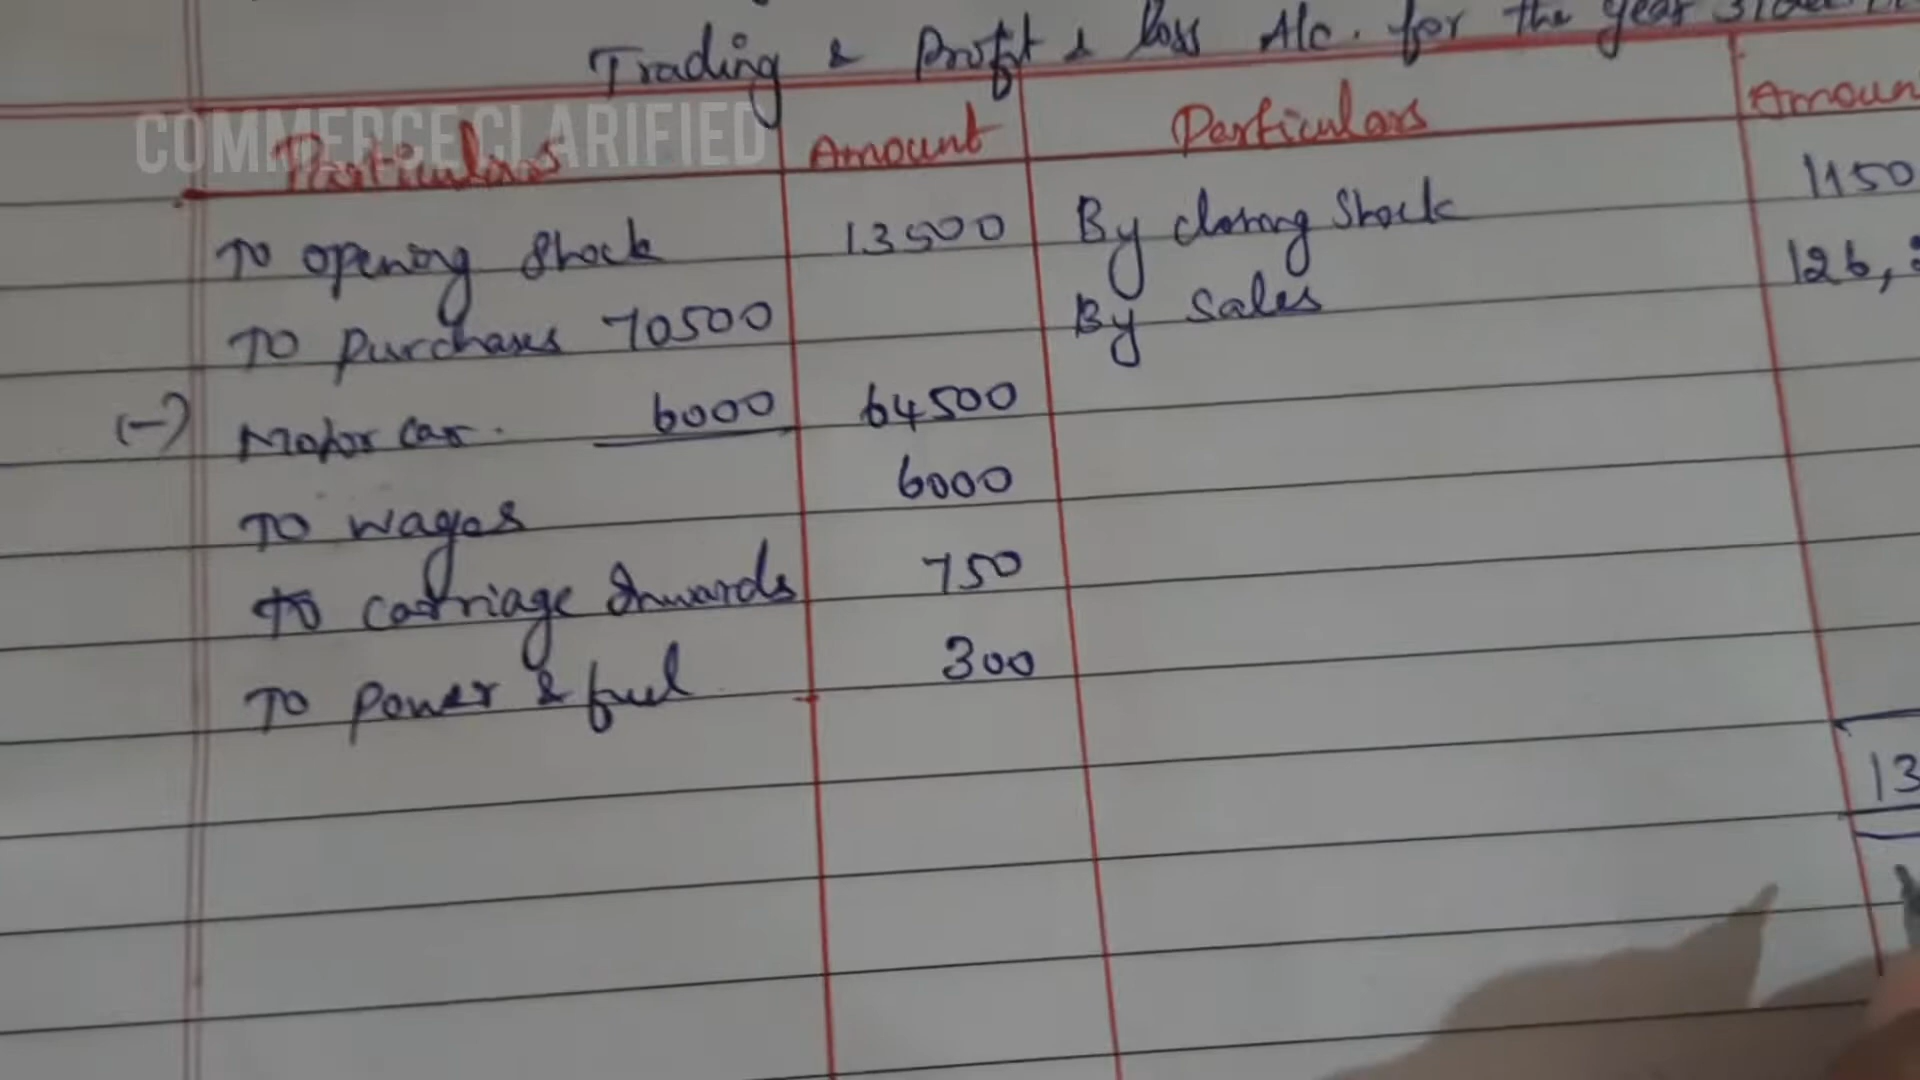 Trading & Profit & loss A/c. for the year
COMMERCE CLARIFIED
Particulars Amount Particulars Amoun
To opening Stock 13500 By closing Stock 1150
To purchases 70500 By Sales 126,
(-) Motor car. 6000 64500
To wages 6000
To carriage Inwards 750
To power & fuel 300
13